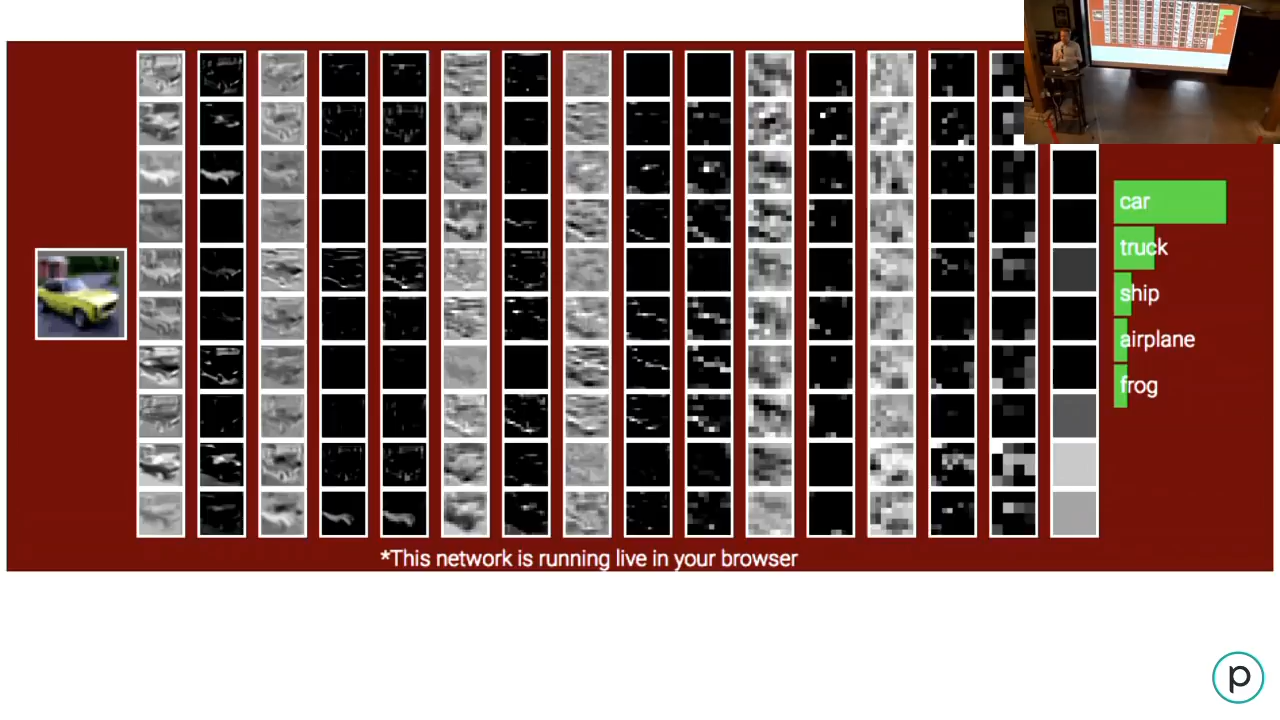 car
truck
ship
airplane
frog
*This network is running live in your browser
p